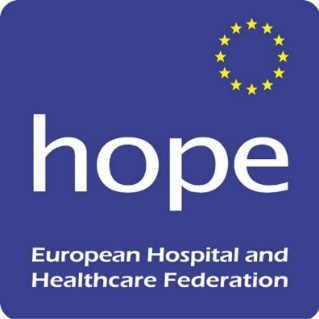 hope
European Hospital and
Healthcare Federation